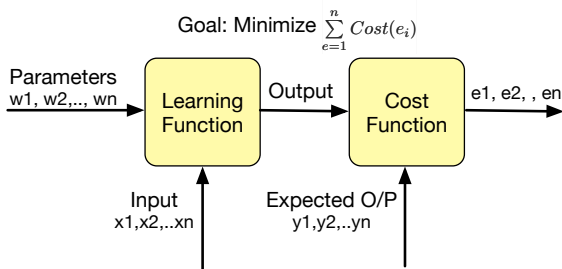 Goal: Minimize \sum_{e=1}^{n} Cost(e_i)
Parameters
w1, w2,.., wn
Learning
Function
Output
Cost
Function
e1, e2, , en
Input
x1,x2,..xn
Expected O/P
y1,y2,..yn